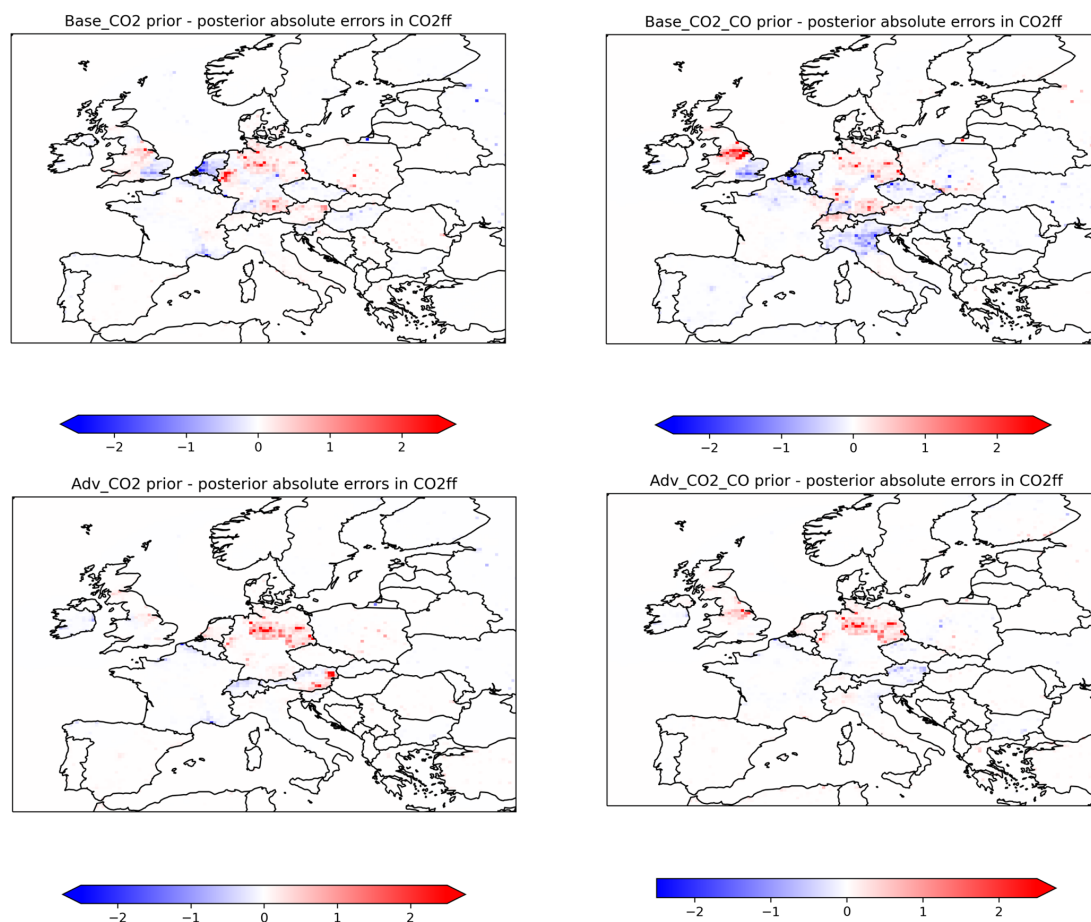 Base_CO2 prior - posterior absolute errors in CO2ff
Base_CO2_CO prior - posterior absolute errors in CO2ff
−2 −1 0 1 2
−2 −1 0 1 2
Adv_CO2 prior - posterior absolute errors in CO2ff
Adv_CO2_CO prior - posterior absolute errors in CO2ff
−2 −1 0 1 2
−2 −1 0 1 2